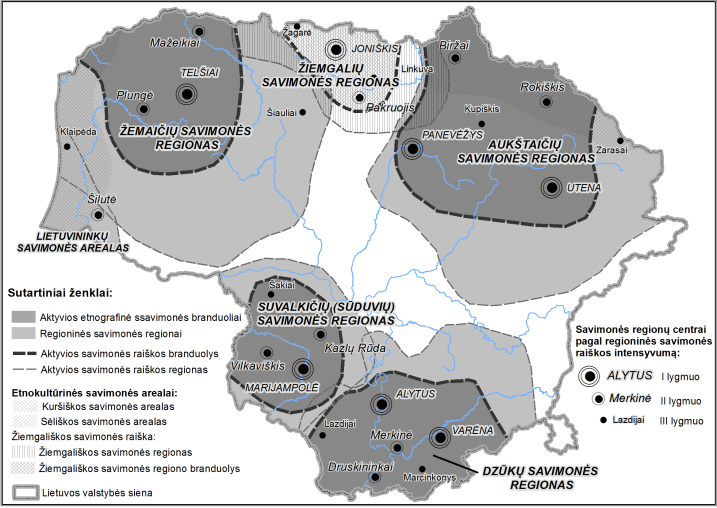 Žagarė
JONIŠKIS
Mažeikiai
ŽIEMGALIŲ
SAVIMONĖS REGIONAS
Linkuva
Biržai
TELŠIAI
Rokiškis
Plungė
Pakruojis
Šiauliai
Kupiškis
ŽEMAIČIŲ SAVIMONĖS
REGIONAS
Klaipėda
PANEVĖŽYS
AUKŠTAIČIŲ
SAVIMONĖS REGIONAS
Zarasai
UTENA
Šilutė
LIETUVININKŲ
SAVIMONĖS AREALAS
Šakiai
SUVALKIČIŲ (SŪDUVIŲ)
SAVIMONĖS REGIONAS
Kazlų Rūda
Vilkaviškis
MARIJAMPOLĖ
ALYTUS
Lazdijai
Merkinė
VARĖNA
Druskininkai
Marcinkonys
DZŪKŲ SAVIMONĖS
REGIONAS
Sutartiniai ženklai:
Aktyvios etnografinė ssavimonės branduoliai
Regioninės savimonės regionai
Aktyvios savimonės raiškos branduolys
Aktyvios savimonės raiškos regionas
Etnokultūrinės savimonės arealai:
Kuršiškos savimonės arealas
Sėliškos savimonės arealas
Žiemgališkos savimonės raiška:
Žiemgališkos savimonės regionas
Žiemgališkos savimonės regiono branduolys
Lietuvos valstybės siena
Savimonės regionų centrai
pagal regioninės savimonės
raiškos intensyvumą:
ALYTUS I lygmuo
Merkinė II lygmuo
Lazdijai III lygmuo